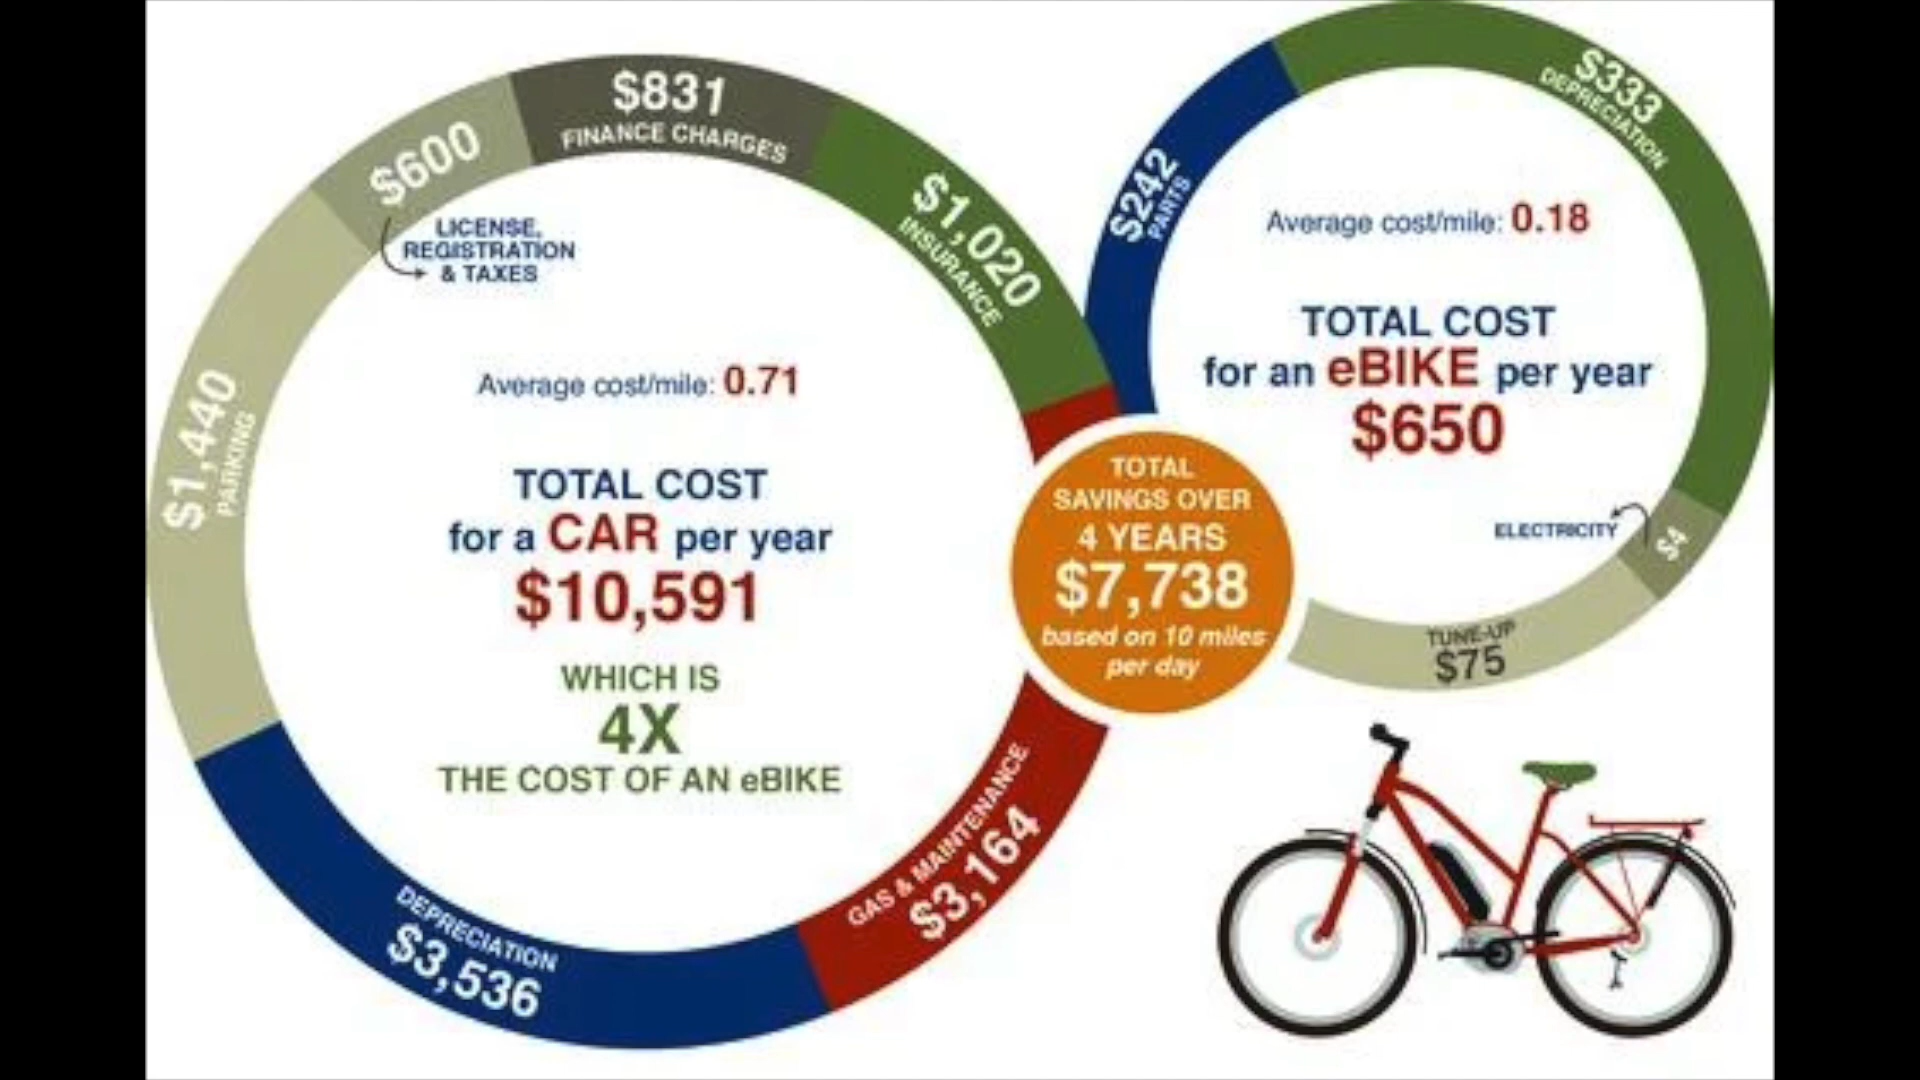 $831
FINANCE CHARGES
$600
LICENSE,
REGISTRATION
& TAXES
$1,020
INSURANCE
$1,440
PARKING
Average cost/mile: 0.71
TOTAL COST
for a CAR per year
$10,591
WHICH IS
4X
THE COST OF AN eBIKE
DEPRECIATION
$3,536
GAS & MAINTENANCE
$3,164
TOTAL
SAVINGS OVER
4 YEARS
$7,738
based on 10 miles
per day
$333
DEPRECIATION
$242
PARTS
Average cost/mile: 0.18
TOTAL COST
for an eBIKE per year
$650
ELECTRICITY
$4
TUNE-UP
$75